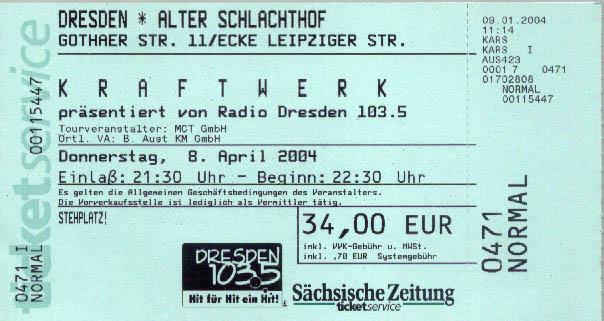 DRESDEN * ALTER SCHLACHTHOF
GOTHAER STR. 11/ECKE LEIPZIGER STR.
KRAFTWERK
präsentiert von Radio Dresden 103.5
Tourveranstalter: MCT GmbH
Örtl. VA: B. Aust KM GmbH
Donnerstag, 8. April 2004
Einlaß: 21:30 Uhr - Beginn: 22:30 Uhr
Es gelten die Allgemeinen Geschäftsbedingungen des Veranstalters.
Die Vorverkaufsstelle ist lediglich als Vermittler tätig.
STEHPLATZ!
34,00 EUR
inkl. VVK-Gebühr u. MWSt.
inkl. ,70 EUR Systemgebühr
DRESDEN
103.5
Hit für Hit ein Hit!
Sächsische Zeitung
ticketservice
ticketservice
00115447
0471 I
NORMAL
0471
NORMAL
09.01.2004
11:14
KARS
KARS I
AUS423
0001 7 0471
01702808
NORMAL
00115447